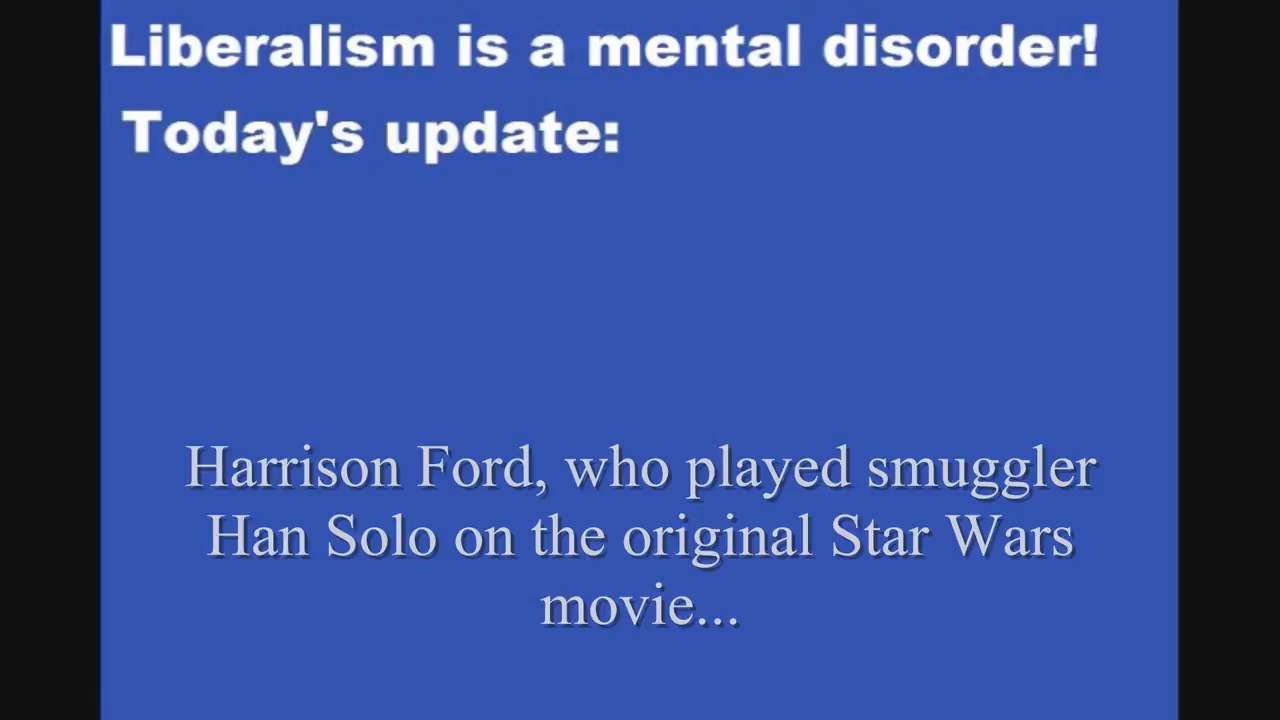 Liberalism is a mental disorder!
Today's update:
Harrison Ford, who played smuggler
Han Solo on the original Star Wars
movie...